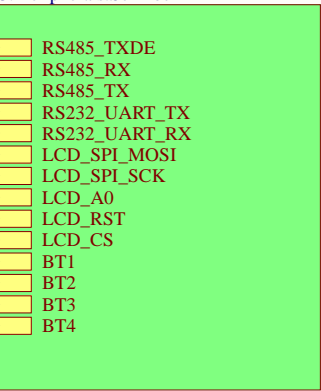 RS485_TXDE
RS485_RX
RS485_TX
RS232_UART_TX
RS232_UART_RX
LCD_SPI_MOSI
LCD_SPI_SCK
LCD_A0
LCD_RST
LCD_CS
BT1
BT2
BT3
BT4